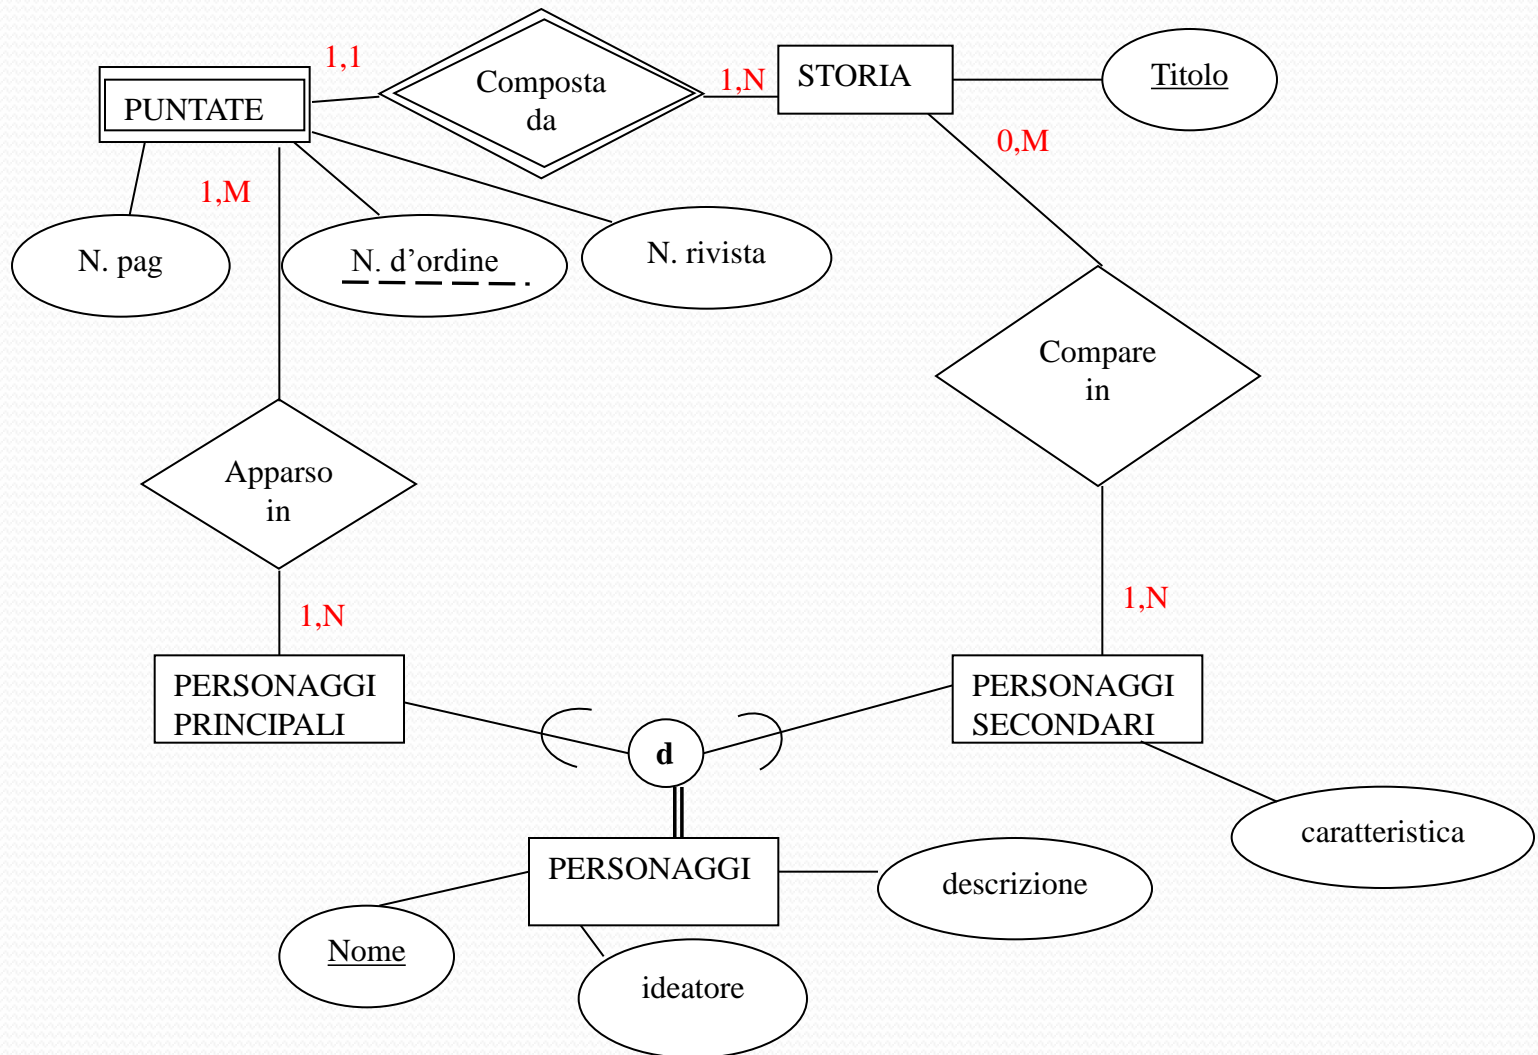 1,1
Composta
da
1,N
STORIA
Titolo
PUNTATE
0,M
1,M
N. pag
N. d’ordine
N. rivista
Compare
in
Apparso
in
1,N
1,N
PERSONAGGI
PRINCIPALI
PERSONAGGI
SECONDARI
d
caratteristica
PERSONAGGI
descrizione
Nome
ideatore